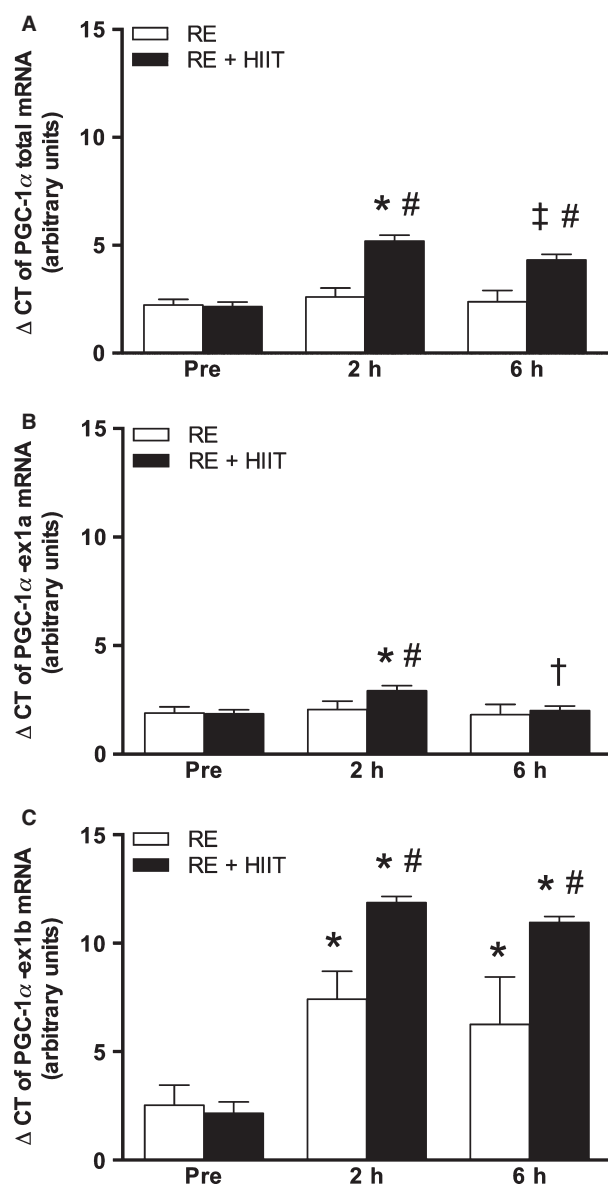 A
Δ CT of PGC-1α total mRNA
(arbitrary units)
15
10
5
0
RE
RE + HIIT
* #
‡ #
Pre
2 h
6 h
B
Δ CT of PGC-1α-ex1a mRNA
(arbitrary units)
15
10
5
0
RE
RE + HIIT
* #
†
Pre
2 h
6 h
C
Δ CT of PGC-1α-ex1b mRNA
(arbitrary units)
15
10
5
0
RE
RE + HIIT
*
* #
*
* #
Pre
2 h
6 h